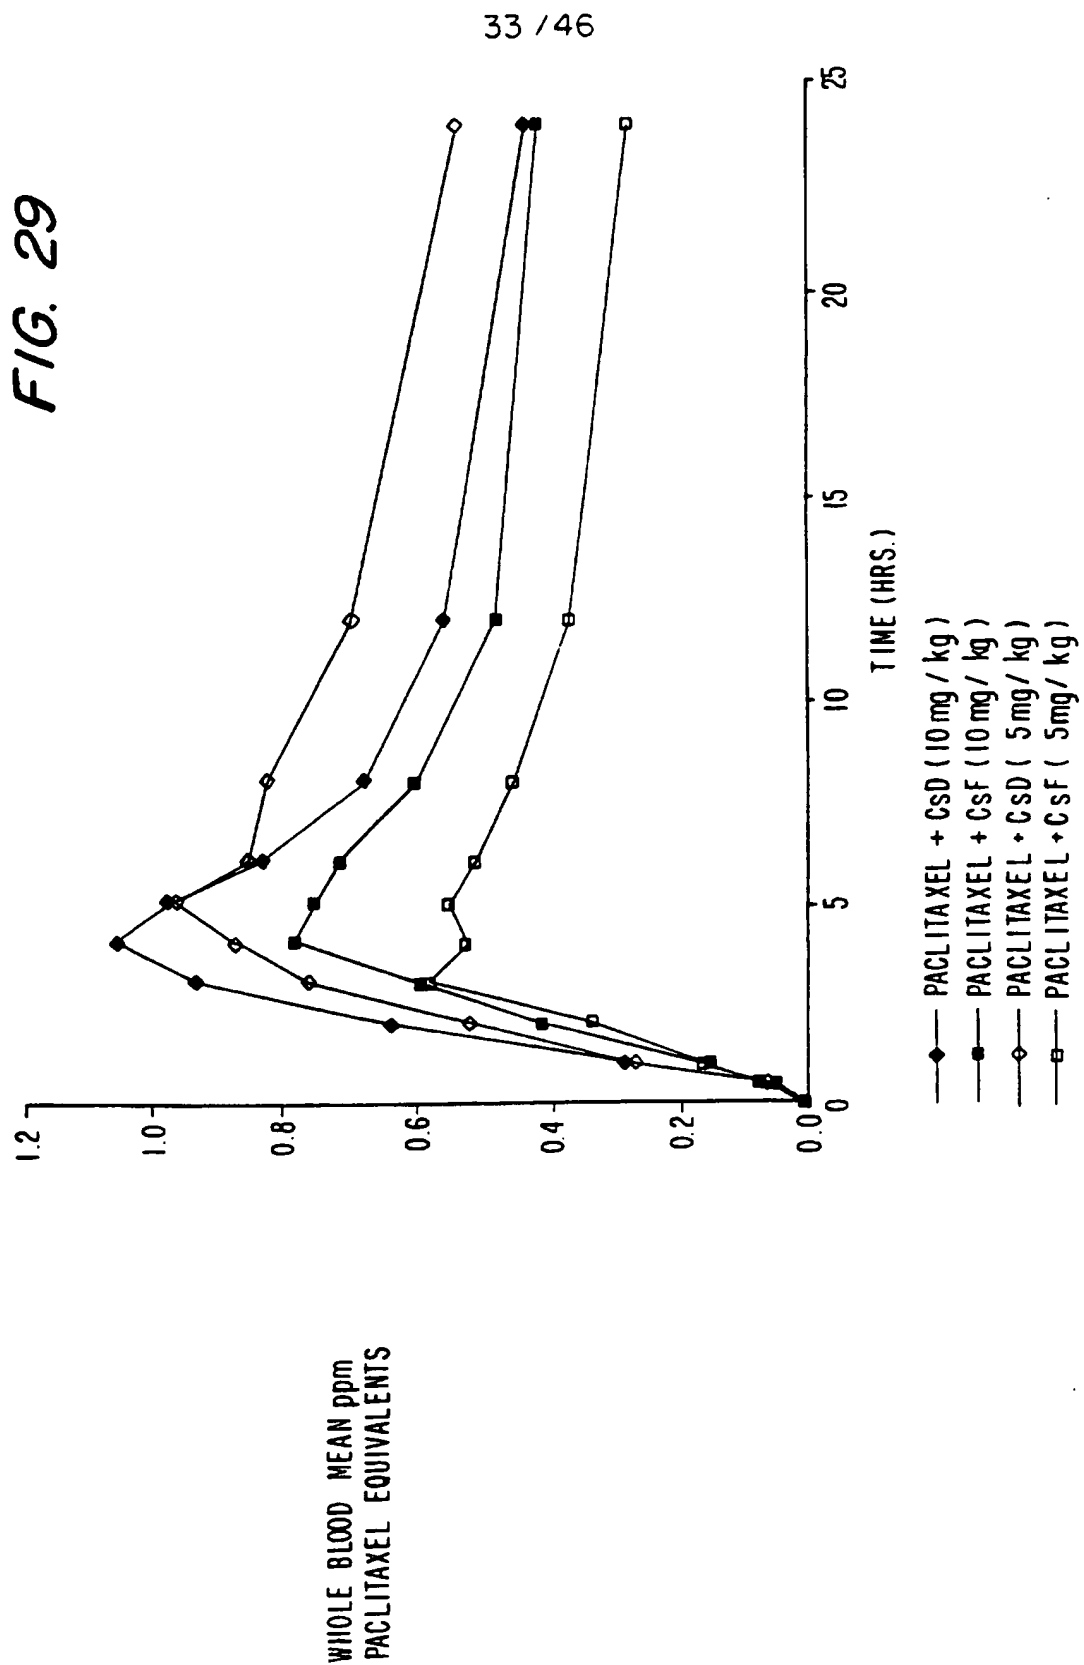 33 / 46
FIG. 29
WHOLE BLOOD MEAN ppm
PACLITAXEL EQUIVALENTS
1.2
1.0
0.8
0.6
0.4
0.2
0.0
0
5
10
15
20
25
TIME (HRS.)
PACLITAXEL + CsD (10mg / kg)
PACLITAXEL + CsF (10mg / kg)
PACLITAXEL + CsD ( 5mg / kg)
PACLITAXEL + CsF ( 5mg / kg)